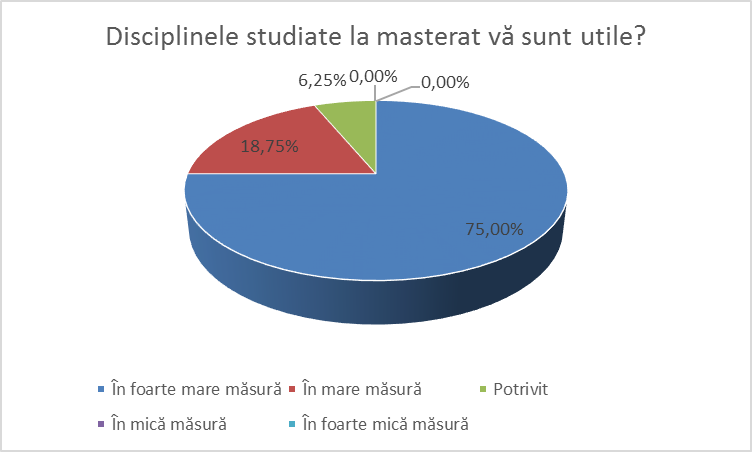 Disciplinele studiate la masterat vă sunt utile?
6,25%
0,00%
0,00%
18,75%
75,00%
În foarte mare măsură
În mare măsură
Potrivit
În mică măsură
În foarte mică măsură